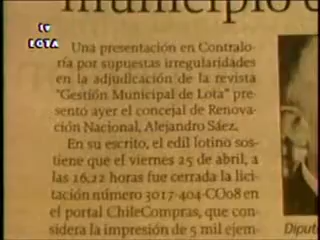 municipio
tv
LOTA
Una presentación en Contralo-
ría por supuestas irregularidades
en la adjudicación de la revista
"Gestión Municipal de Lota" pre-
sentó ayer el concejal de Renova-
ción Nacional, Alejandro Sáez.
En su escrito, el edil lotino sos-
tiene que el viernes 25 de abril, a
las 16,12 horas fue cerrada la lici-
tación número 3017-404-CO08 en
el portal ChileCompras, que con-
sidera la impresión de 5 mil ejem-
Diput